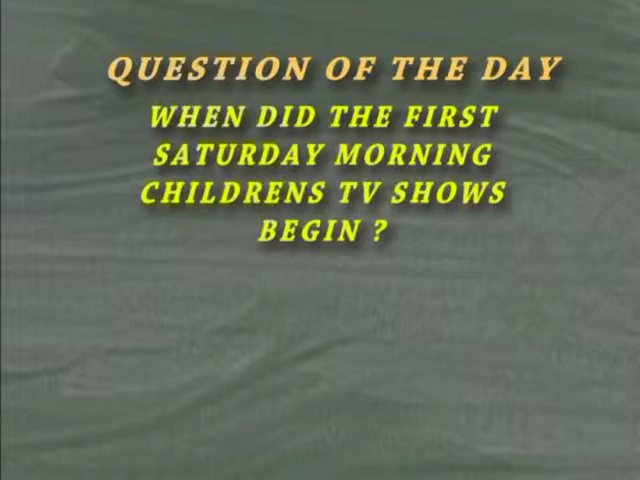 QUESTION OF THE DAY
WHEN DID THE FIRST
SATURDAY MORNING
CHILDRENS TV SHOWS
BEGIN ?